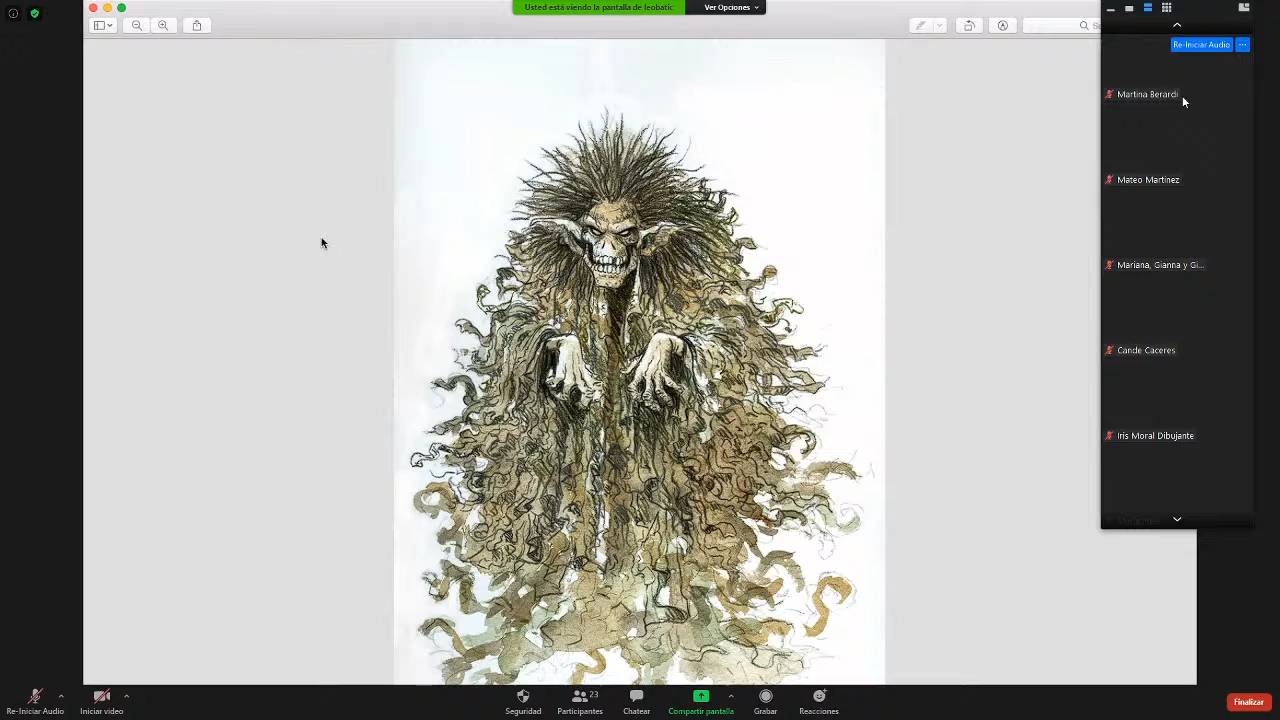 Usted está viendo la pantalla de leobatic
Ver Opciones
Re-Iniciar Audio
Martina Berardi
Mateo Martinez
Mariana, Gianna y Gi...
Cande Caceres
Iris Moral Dibujante
Re-Iniciar Audio
Iniciar video
Seguridad
Participantes
23
Chatear
Compartir pantalla
Grabar
Reacciones
Finalizar